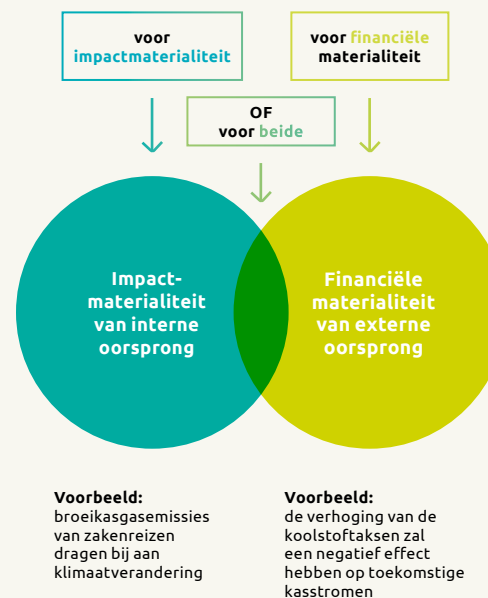 voor
impactmaterialiteit
voor financiële
materialiteit
OF
voor beide
Impact-
materialiteit
van interne
oorsprong
Financiële
materialiteit
van externe
oorsprong
Voorbeeld:
broeikasgasemissies
van zakenreizen
dragen bij aan
klimaatverandering
Voorbeeld:
de verhoging van de
koolstoftaksen zal
een negatief effect
hebben op toekomstige
kasstromen